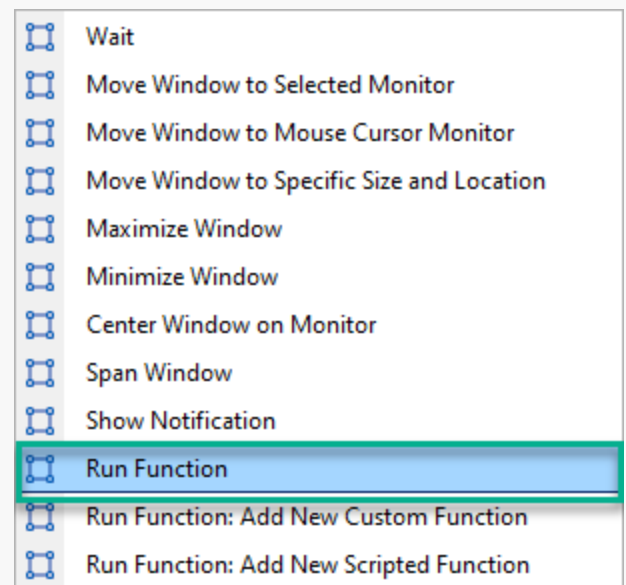 Wait
Move Window to Selected Monitor
Move Window to Mouse Cursor Monitor
Move Window to Specific Size and Location
Maximize Window
Minimize Window
Center Window on Monitor
Span Window
Show Notification
Run Function
Run Function: Add New Custom Function
Run Function: Add New Scripted Function